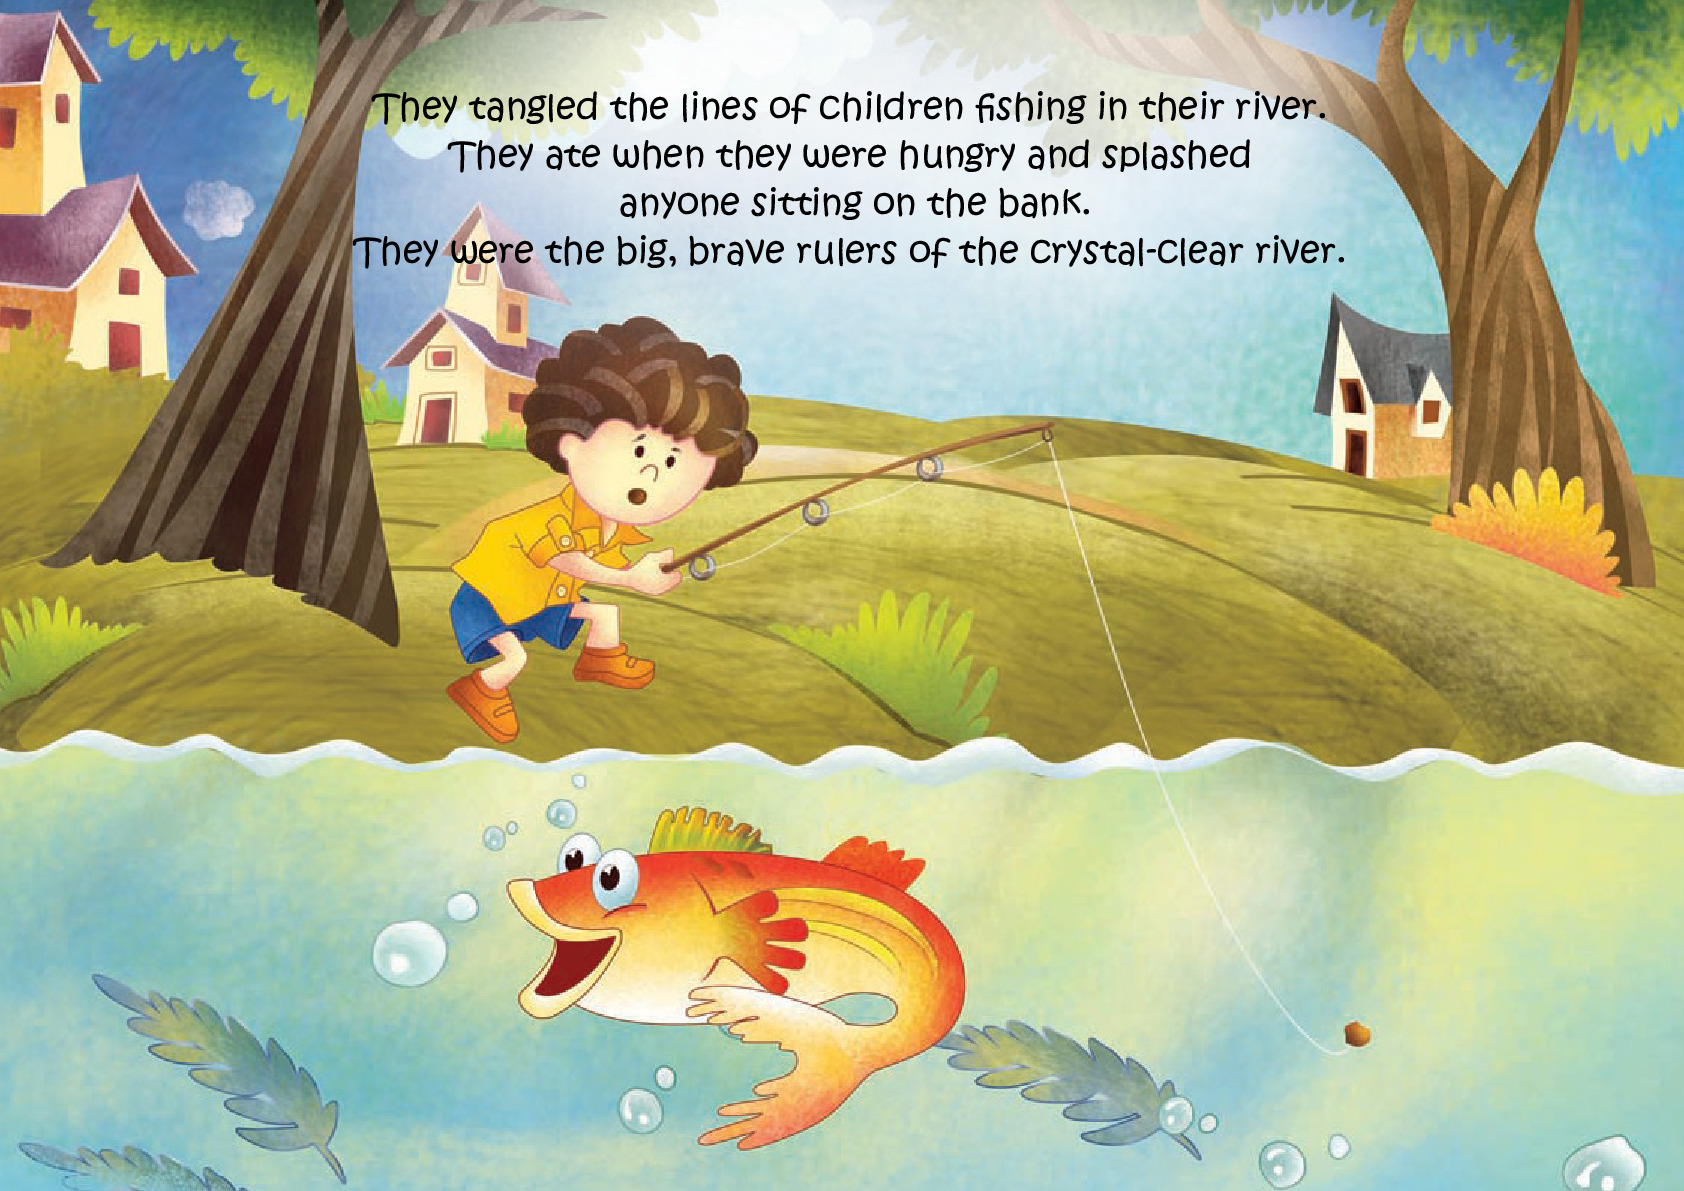 They tangled the lines of children fishing in their river.
They ate when they were hungry and splashed
anyone sitting on the bank.
They were the big, brave rulers of the crystal-clear river.